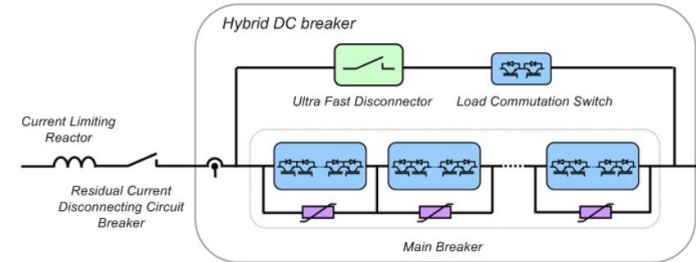 Hybrid DC breaker
Ultra Fast Disconnector
Load Commutation Switch
Current Limiting
Reactor
Residual Current
Disconnecting Circuit
Breaker
Main Breaker